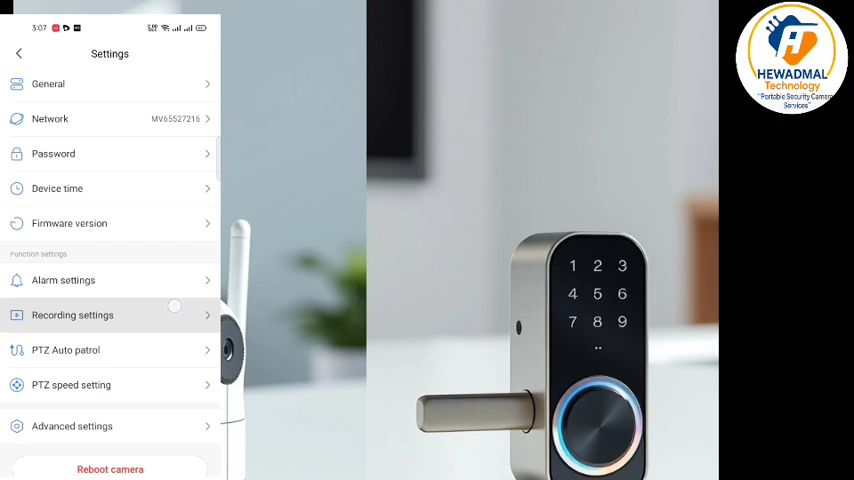 3:07
Settings
General
Network MV65527216
Password
Device time
Firmware version
Function settings
Alarm settings
Recording settings
PTZ Auto patrol
PTZ speed setting
Advanced settings
Reboot camera
HEWADMAL
Technology
"Portable Security Camera
Services"
1 2 3
4 5 6
7 8 9